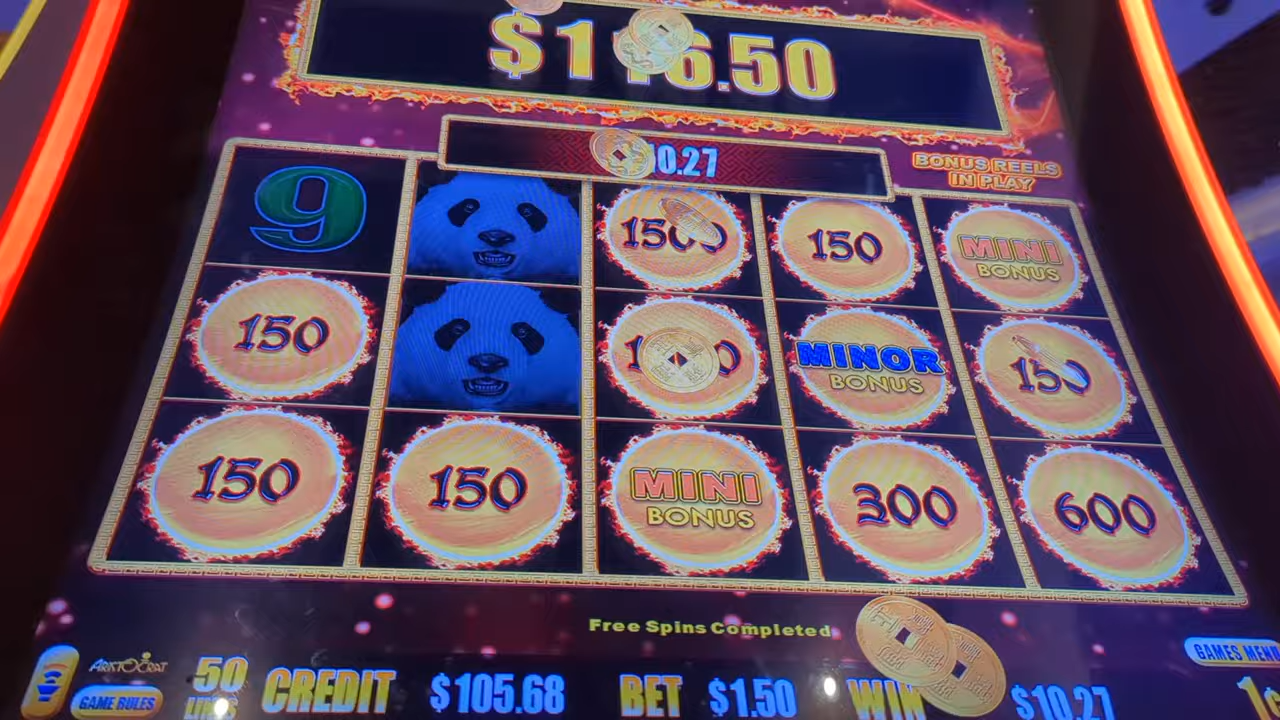 .50
10.27
BONUS REELS
IN PLAY
9
150
MINI
BONUS
150
MINOR
BONUS
150
150
150
MINI
BONUS
300
600
Free Spins Completed
ARISTOCRAT
GAME RULES
50
LINES
CREDIT
$105.68
BET
$1.50
WIN
$10.27
GAMES MENU
1¢